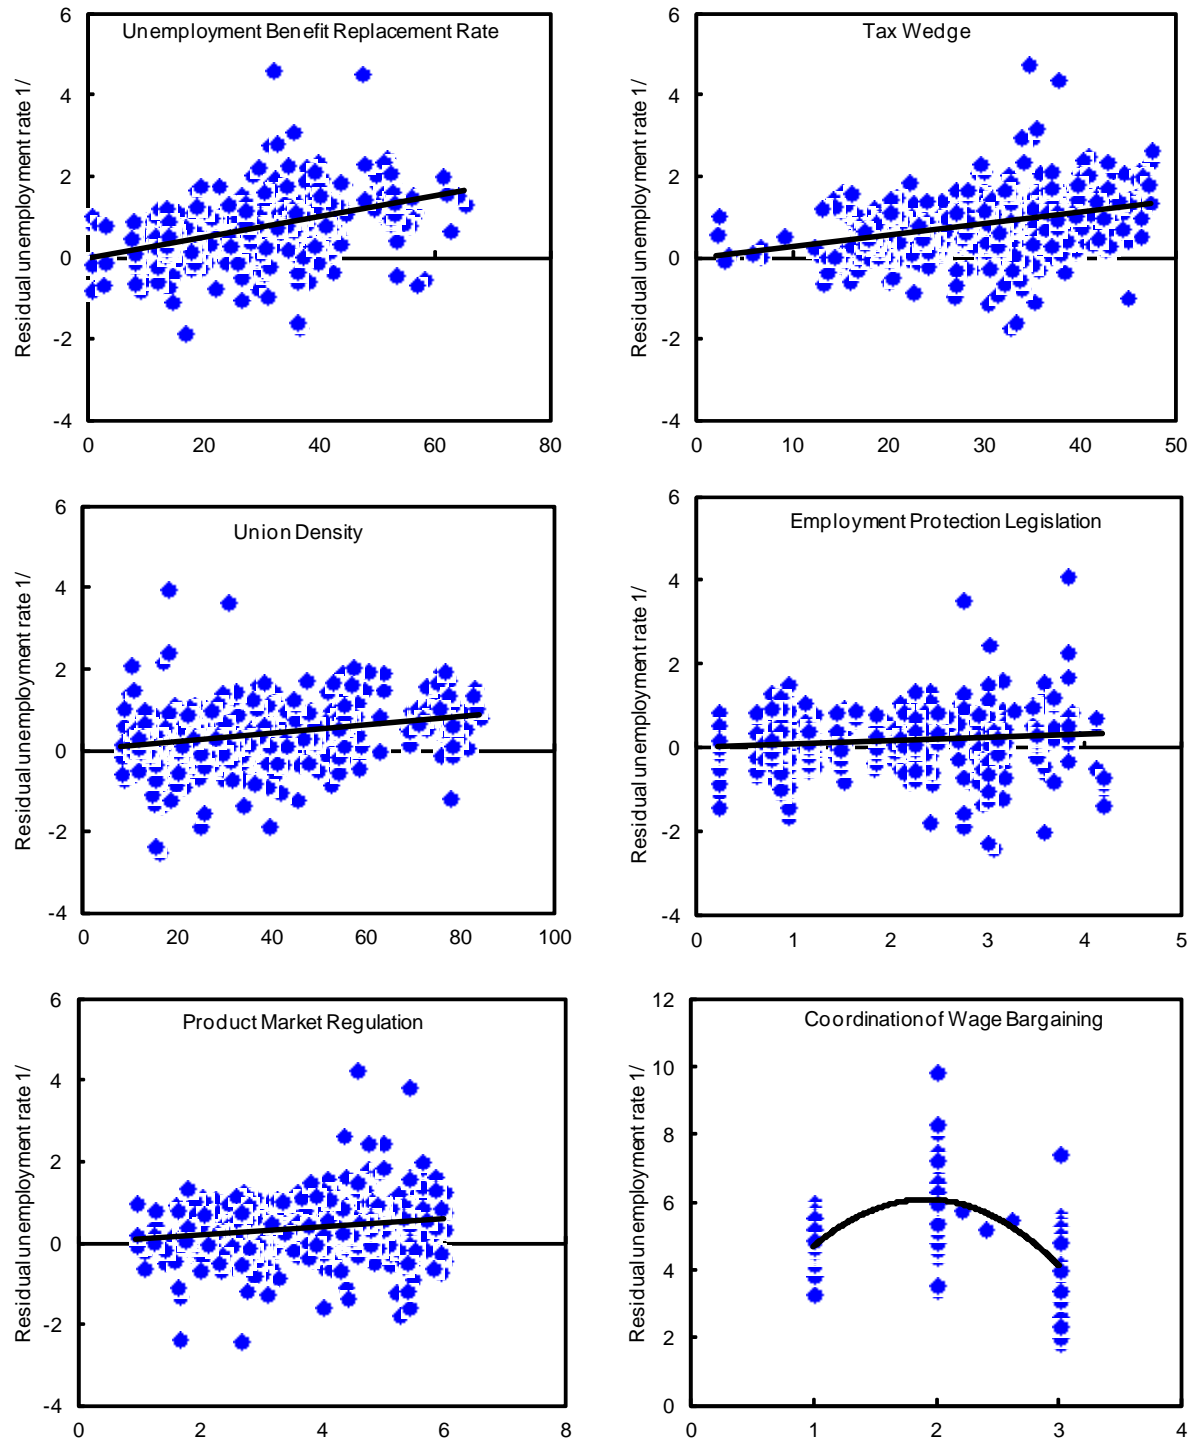 Unemployment Benefit Replacement Rate
Residual unemployment rate 1/
6
4
2
0
-2
-4
0 20 40 60 80
Tax Wedge
Residual unemployment rate 1/
6
4
2
0
-2
-4
0 10 20 30 40 50
Union Density
Residual unemployment rate 1/
6
4
2
0
-2
-4
0 20 40 60 80 100
Employment Protection Legislation
Residual unemployment rate 1/
6
4
2
0
-2
-4
0 1 2 3 4 5
Product Market Regulation
Residual unemployment rate 1/
6
4
2
0
-2
-4
0 2 4 6 8
Coordination of Wage Bargaining
Residual unemployment rate 1/
12
10
8
6
4
2
0
0 1 2 3 4